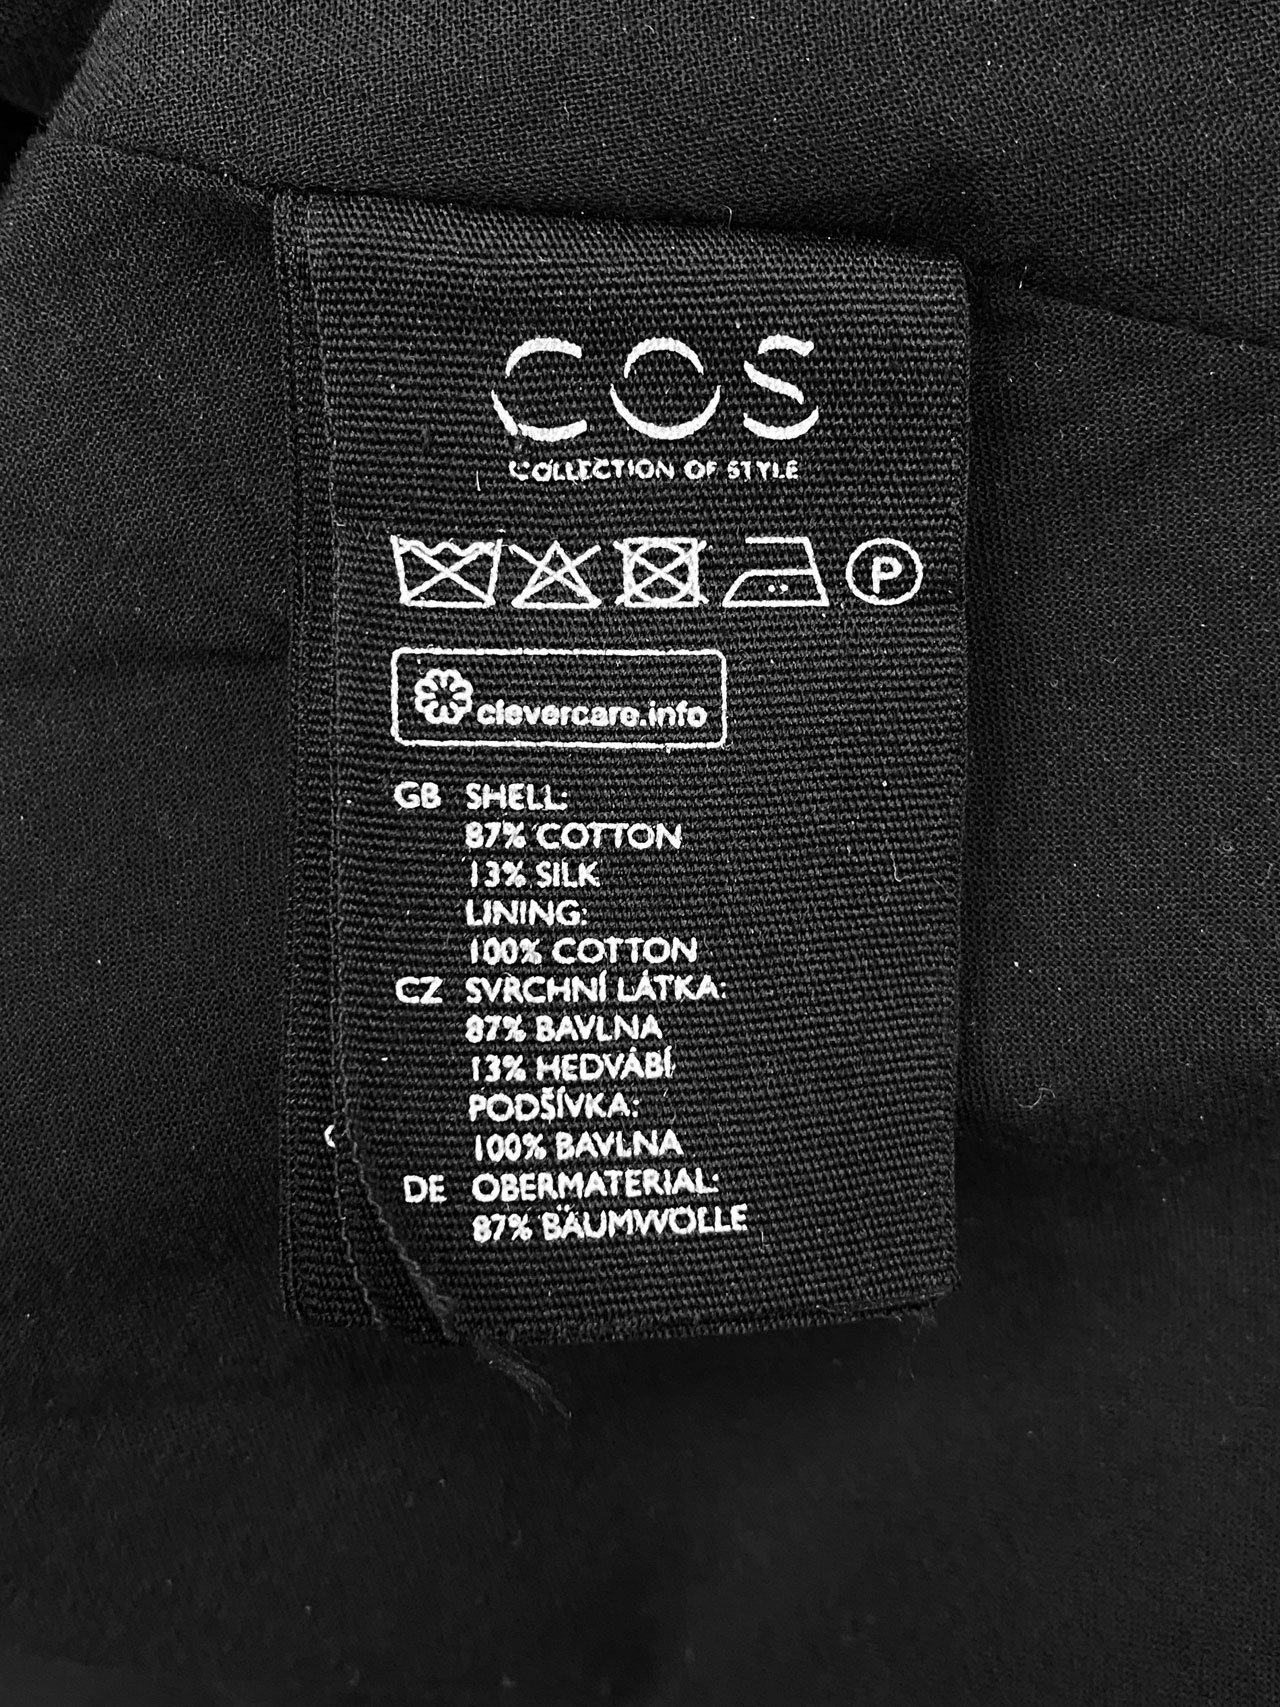 COS
COLLECTION OF STYLE
P
clevercare.info
GB SHELL:
87% COTTON
13% SILK
LINING:
100% COTTON
CZ SVRCHNÍ LÁTKA:
87% BAVLNA
13% HEDVÁBÍ
PODŠÍVKA:
100% BAVLNA
DE OBERMATERIAL:
87% BAUMWOLLE